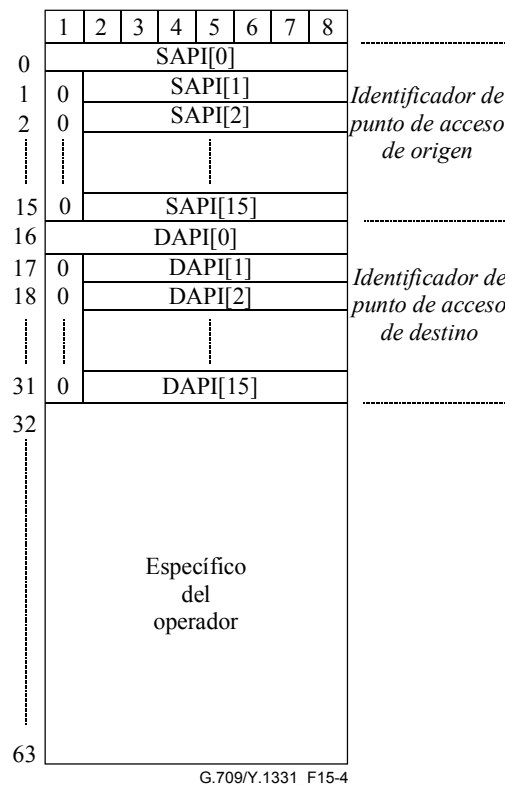 1 2 3 4 5 6 7 8
0 SAPI[0]
1 0 SAPI[1]
2 0 SAPI[2]
Identificador de
punto de acceso
de origen
15 0 SAPI[15]
16 DAPI[0]
17 0 DAPI[1]
18 0 DAPI[2]
Identificador de
punto de acceso
de destino
31 0 DAPI[15]
32
Específico
del
operador
63
G.709/Y.1331 F15-4